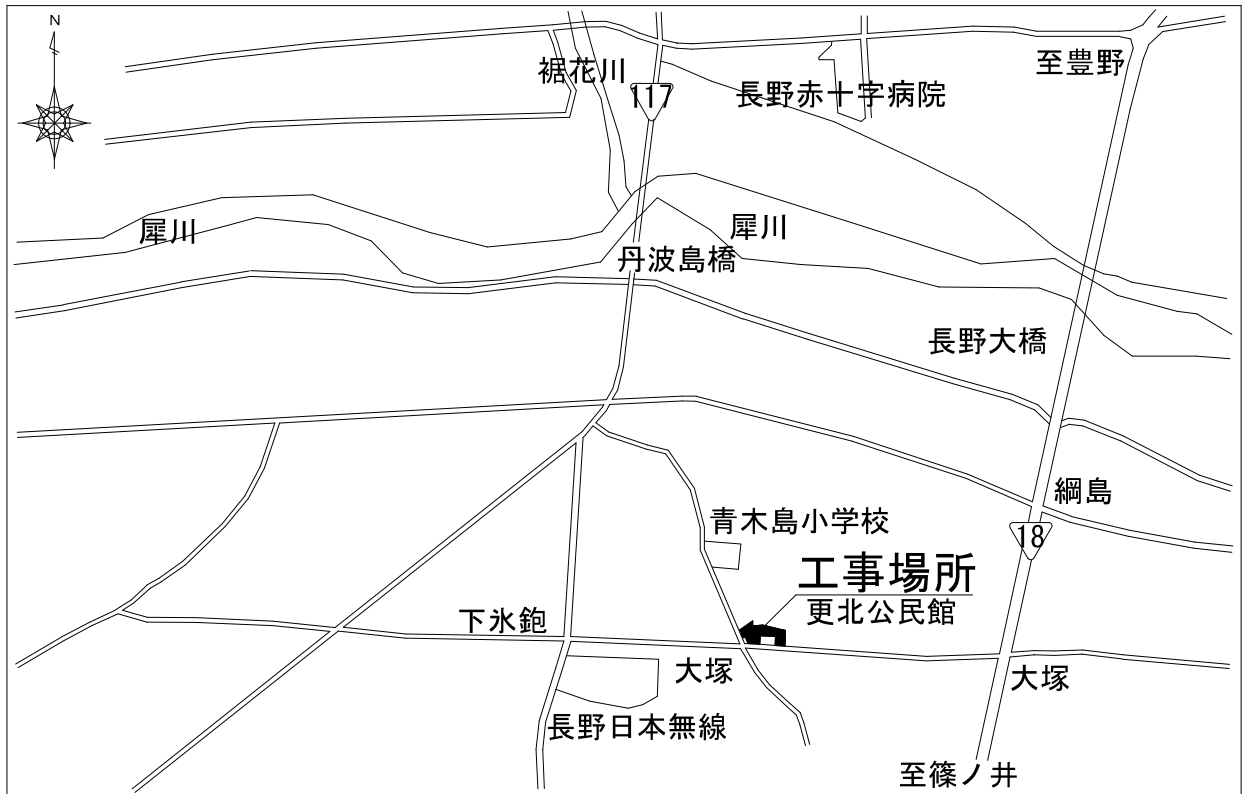 N
裾花川
至豊野
117
長野赤十字病院
犀川
犀川
丹波島橋
長野大橋
綱島
青木島小学校
18
工事場所
更北公民館
下氷鉋
大塚
大塚
長野日本無線
至篠ノ井